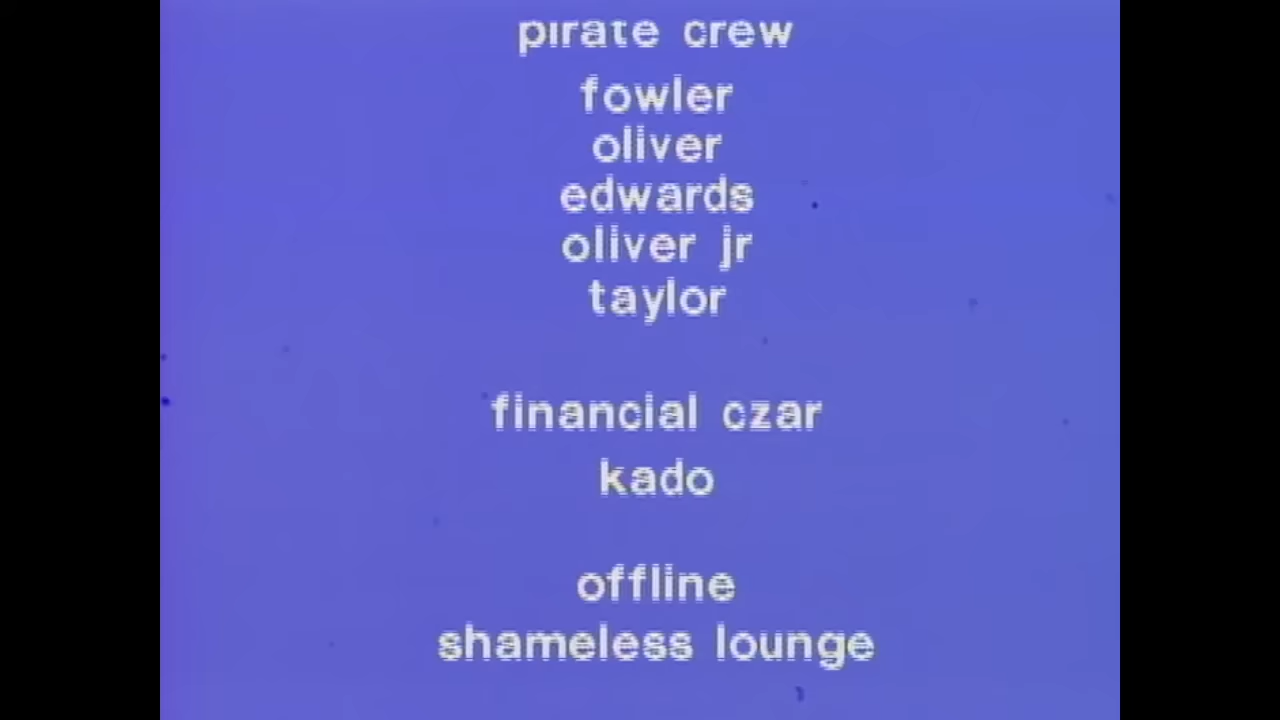 pirate crew
fowler
oliver
edwards
oliver jr
taylor
financial czar
kado
offline
shameless lounge